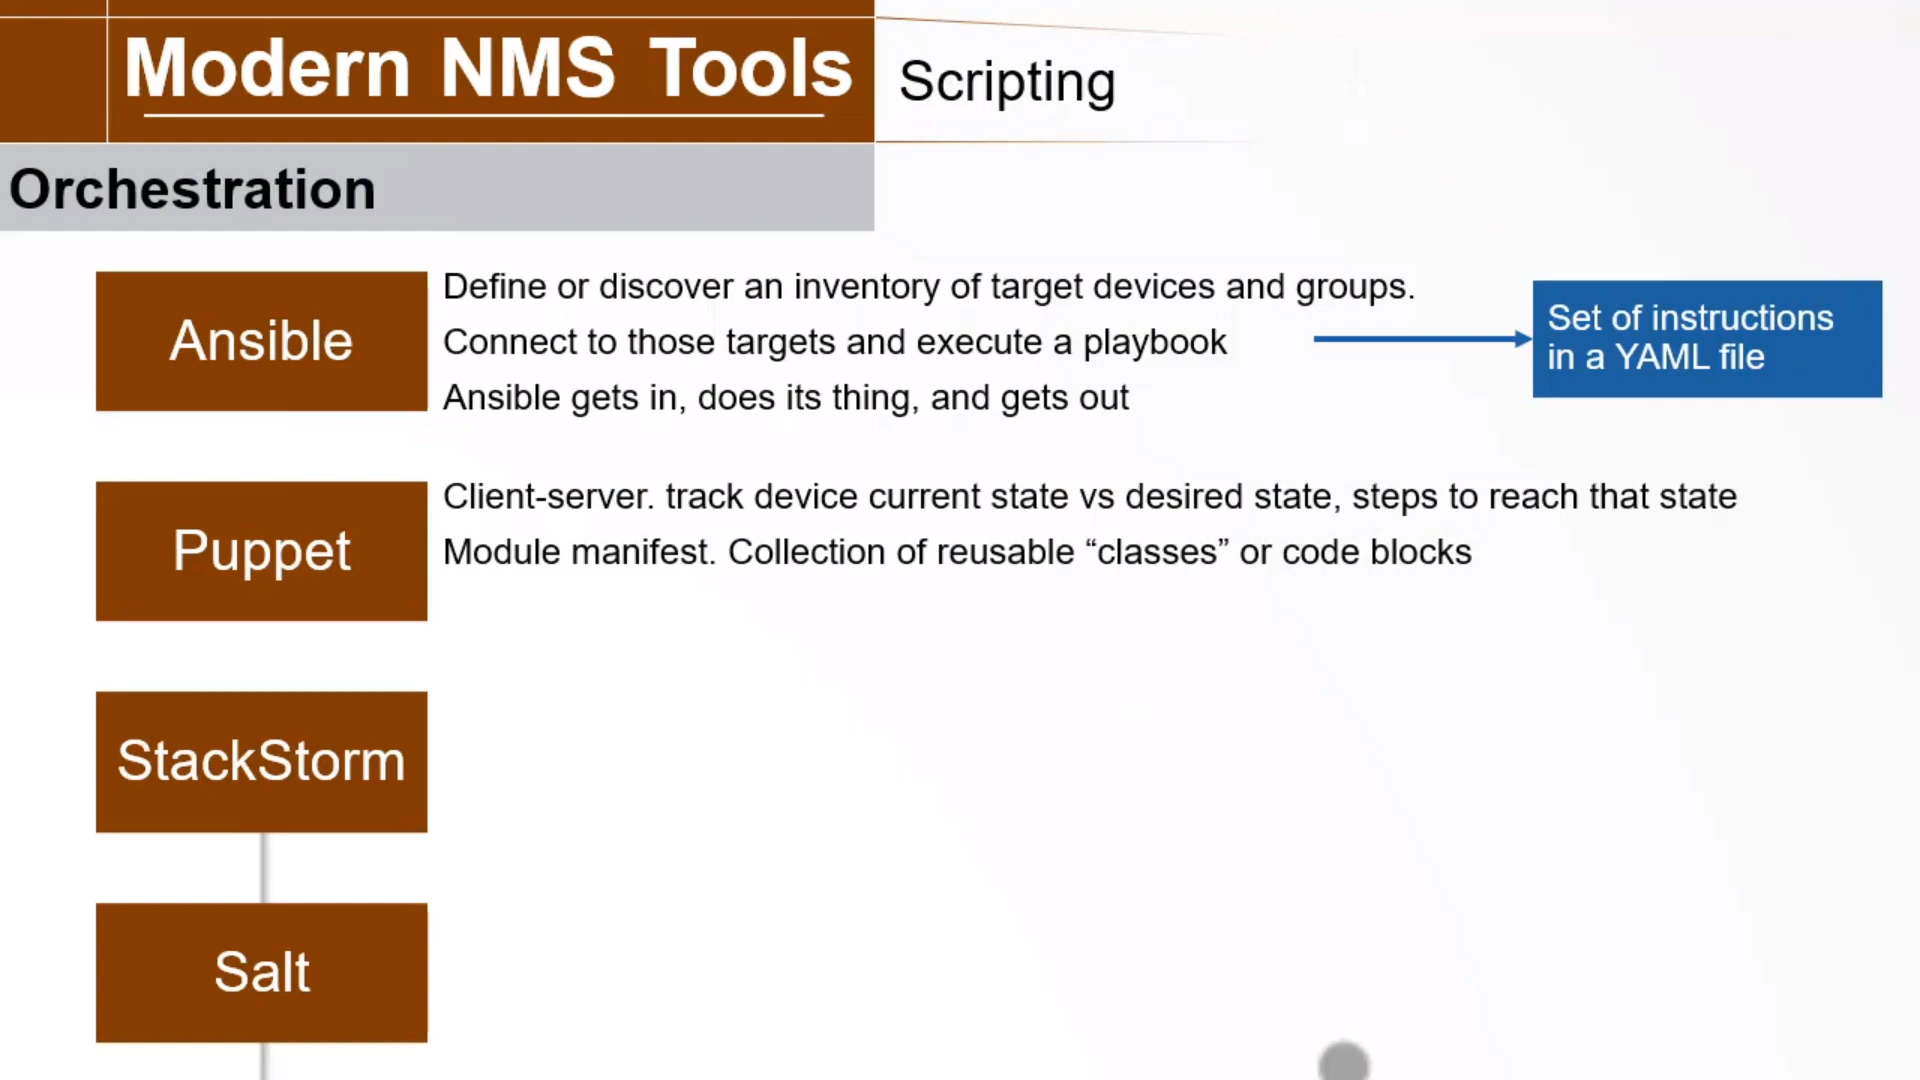 Modern NMS Tools
Scripting
Orchestration
Ansible
Define or discover an inventory of target devices and groups.
Connect to those targets and execute a playbook
Ansible gets in, does its thing, and gets out
Set of instructions
in a YAML file
Puppet
Client-server. track device current state vs desired state, steps to reach that state
Module manifest. Collection of reusable “classes” or code blocks
StackStorm
Salt